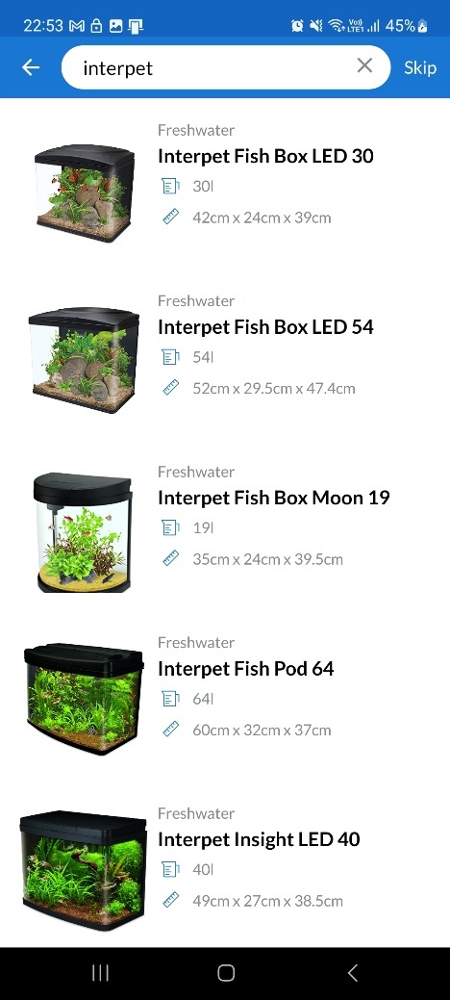 22:53 45%
Vo))
LTE1
interpet Skip
Freshwater
Interpet Fish Box LED 30
30l
42cm x 24cm x 39cm
Freshwater
Interpet Fish Box LED 54
54l
52cm x 29.5cm x 47.4cm
Freshwater
Interpet Fish Box Moon 19
19l
35cm x 24cm x 39.5cm
Freshwater
Interpet Fish Pod 64
64l
60cm x 32cm x 37cm
Freshwater
Interpet Insight LED 40
40l
49cm x 27cm x 38.5cm